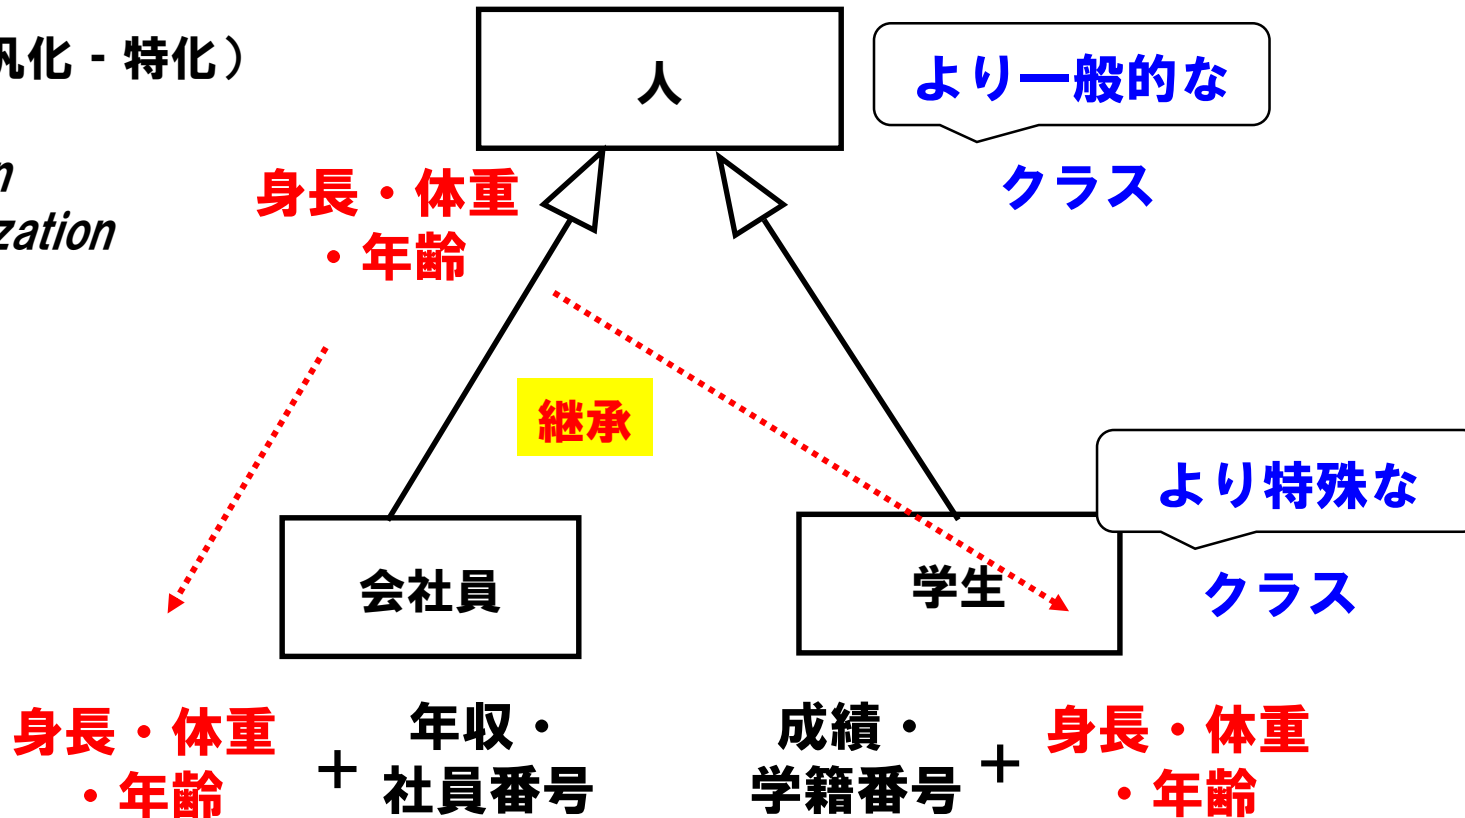 化 - 特化）
人
より一般的な
クラス
身長・体重
・年齢
継承
より特殊な
クラス
会社員
学生
身長・体重
・年齢
＋
年収・
社員番号
成績・
学籍番号
＋
身長・体重
・年齢